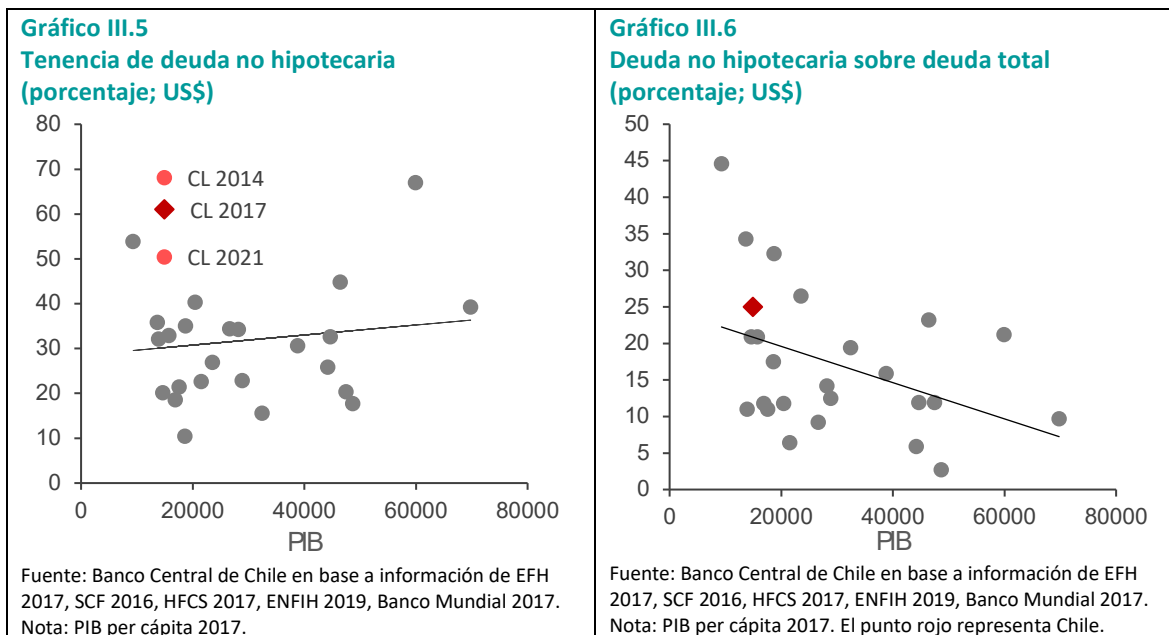 Gráfico III.5
Tenencia de deuda no hipotecaria
(porcentaje; US$)
80
70
60
50
40
30
20
10
0
CL 2014
CL 2017
CL 2021
0 20000 40000 60000 80000
PIB
Fuente: Banco Central de Chile en base a información de EFH
2017, SCF 2016, HFCS 2017, ENFIH 2019, Banco Mundial 2017.
Nota: PIB per cápita 2017.
Gráfico III.6
Deuda no hipotecaria sobre deuda total
(porcentaje; US$)
50
45
40
35
30
25
20
15
10
5
0
0 20000 40000 60000 80000
PIB
Fuente: Banco Central de Chile en base a información de EFH
2017, SCF 2016, HFCS 2017, ENFIH 2019, Banco Mundial 2017.
Nota: PIB per cápita 2017. El punto rojo representa Chile.